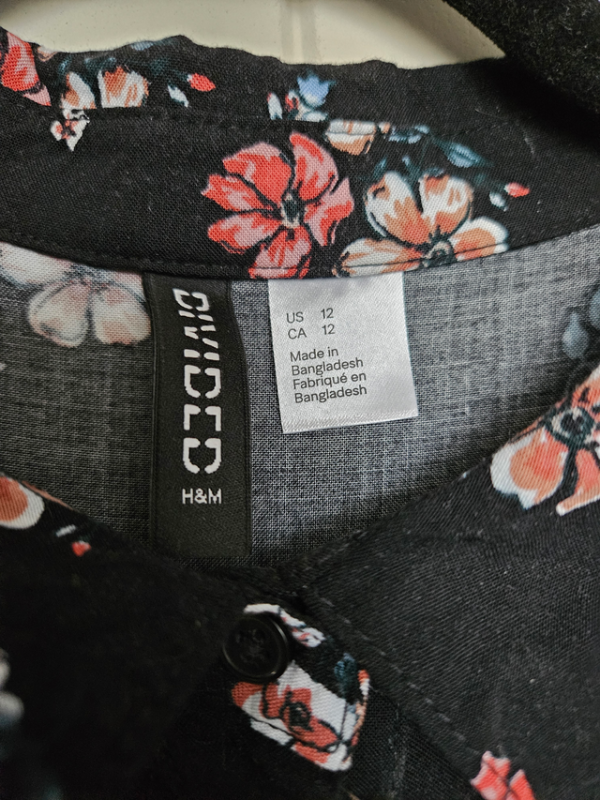 DIVIDED
H&M
US 12
CA 12
Made in
Bangladesh
Fabriqué en
Bangladesh